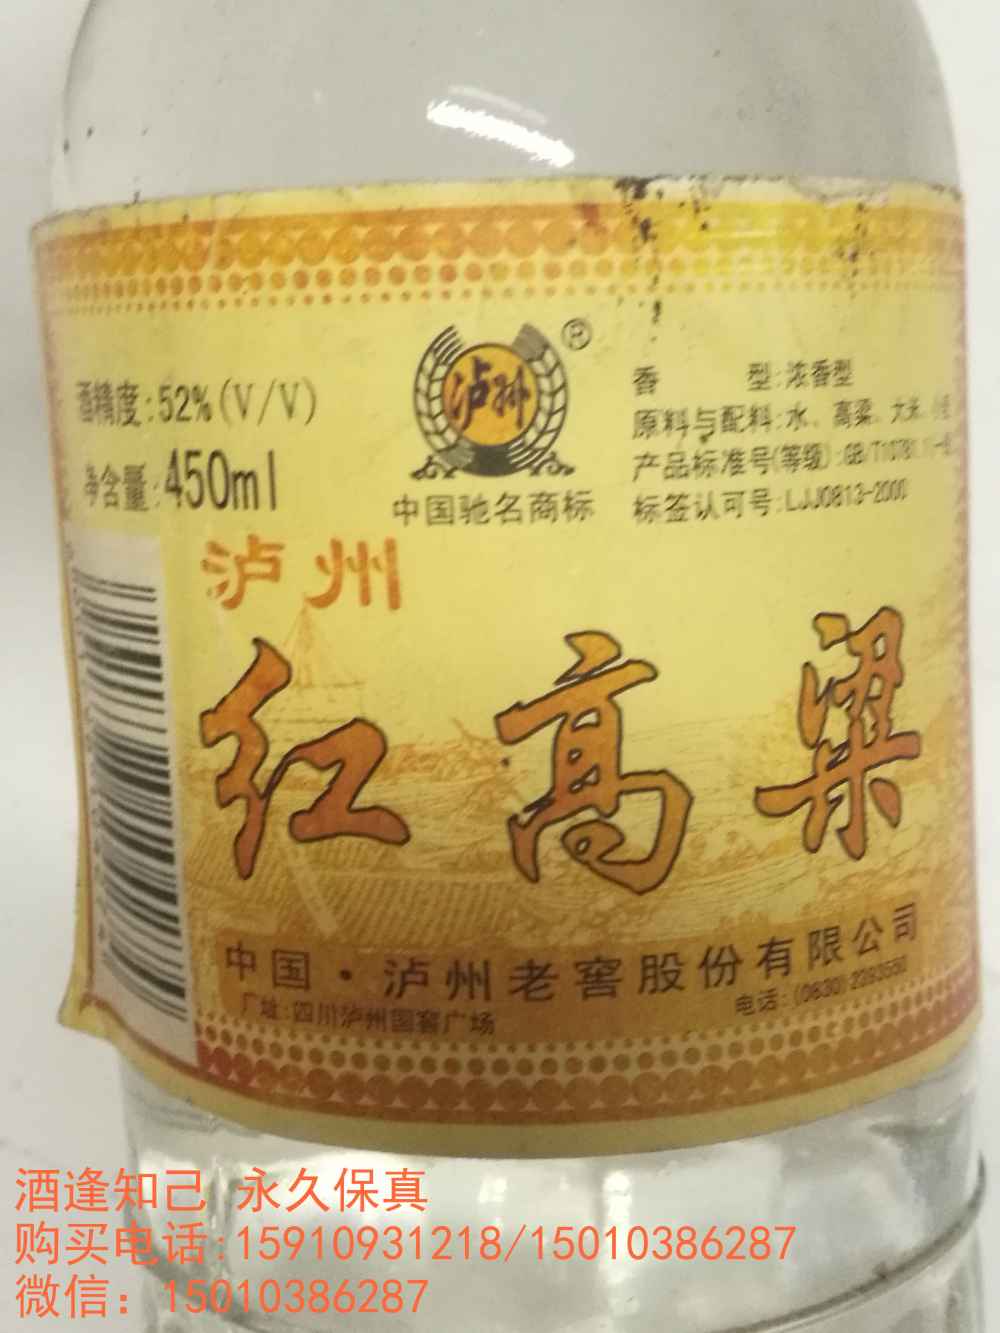 酒精度:52%(V/V)
净含量:450ml
泸州
®
中国驰名商标
香 型:浓香型
原料与配料:水、高粱、大米、
产品标准号(等级):GB/T10781.1-
标签认可号:LJJ0813-2000
泸州
红高粱
中国·泸州老窖股份有限公司
厂址:四川泸州国窖广场
电话:(0830)
酒逢知己 永久保真
购买电话:15910931218/15010386287
微信：15010386287